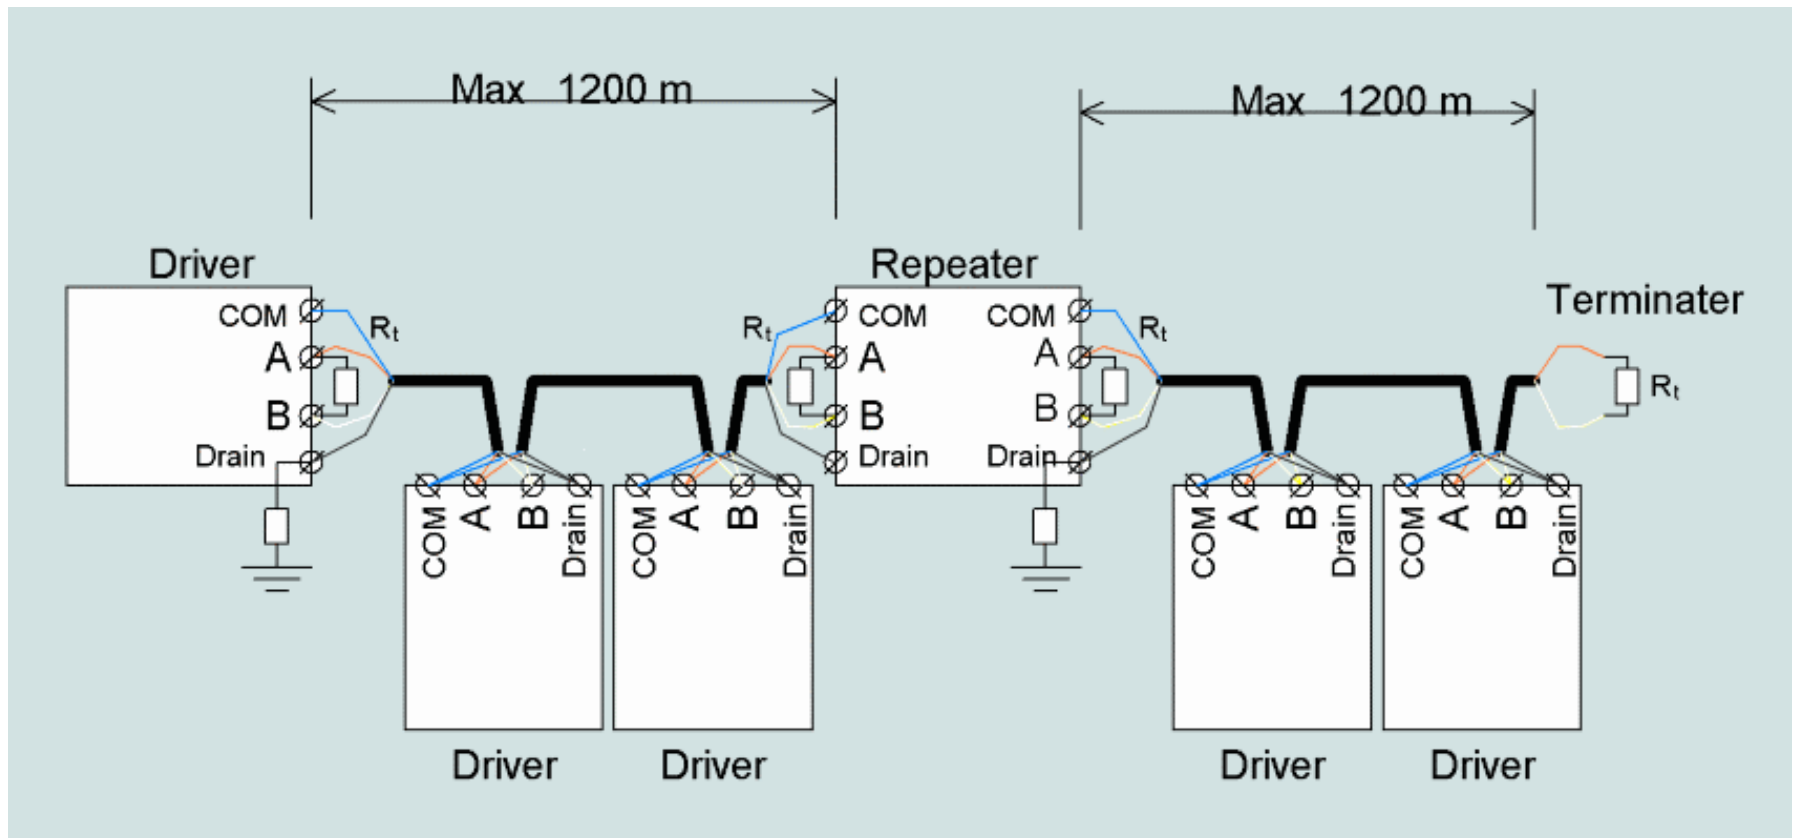 Max 1200 m
Max 1200 m
Driver
Repeater
Terminater
COM
Rt
Rt
COM
COM
Rt
A
A
A
Rt
B
B
B
Drain
Drain
Drain
COM
A
B
Drain
COM
A
B
Drain
COM
A
B
Drain
COM
A
B
Drain
Driver
Driver
Driver
Driver